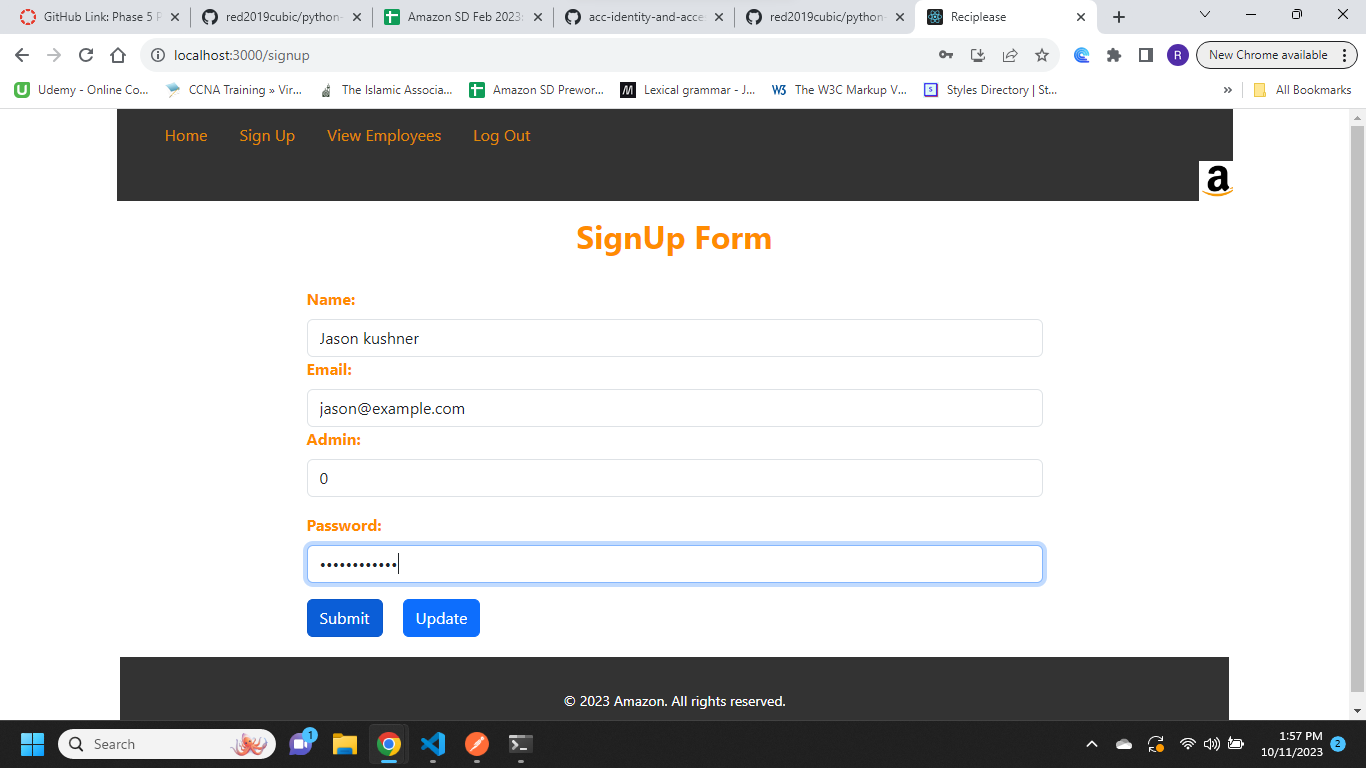 GitHub Link: Phase 5 P
red2019cubic/python-
Amazon SD Feb 2023:
acc-identity-and-acce
red2019cubic/python-
Reciplease
localhost:3000/signup
R
New Chrome available
Udemy - Online Co...
CCNA Training » Vir...
The Islamic Associa...
Amazon SD Prewor...
Lexical grammar - J...
The W3C Markup V...
Styles Directory | St...
»
All Bookmarks
Home
Sign Up
View Employees
Log Out
a
SignUp Form
Name:
Jason kushner
Email:
jason@example.com
Admin:
0
Password:
••••••••••••
Submit
Update
© 2023 Amazon. All rights reserved.
Search
1
1:57 PM
10/11/2023
2